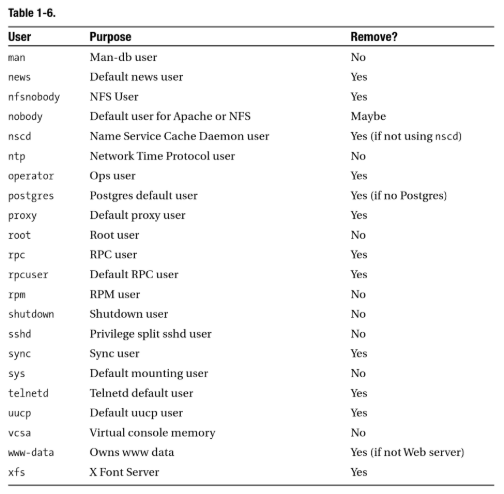 Table 1-6.
User Purpose Remove?
man Man-db user No
news Default news user Yes
nfsnobody NFS User Yes
nobody Default user for Apache or NFS Maybe
nscd Name Service Cache Daemon user Yes (if not using nscd)
ntp Network Time Protocol user No
operator Ops user Yes
postgres Postgres default user Yes (if no Postgres)
proxy Default proxy user Yes
root Root user No
rpc RPC user Yes
rpcuser Default RPC user Yes
rpm RPM user No
shutdown Shutdown user No
sshd Privilege split sshd user No
sync Sync user Yes
sys Default mounting user No
telnetd Telnetd default user Yes
uucp Default uucp user Yes
vcsa Virtual console memory No
www-data Owns www data Yes (if not Web server)
xfs X Font Server Yes